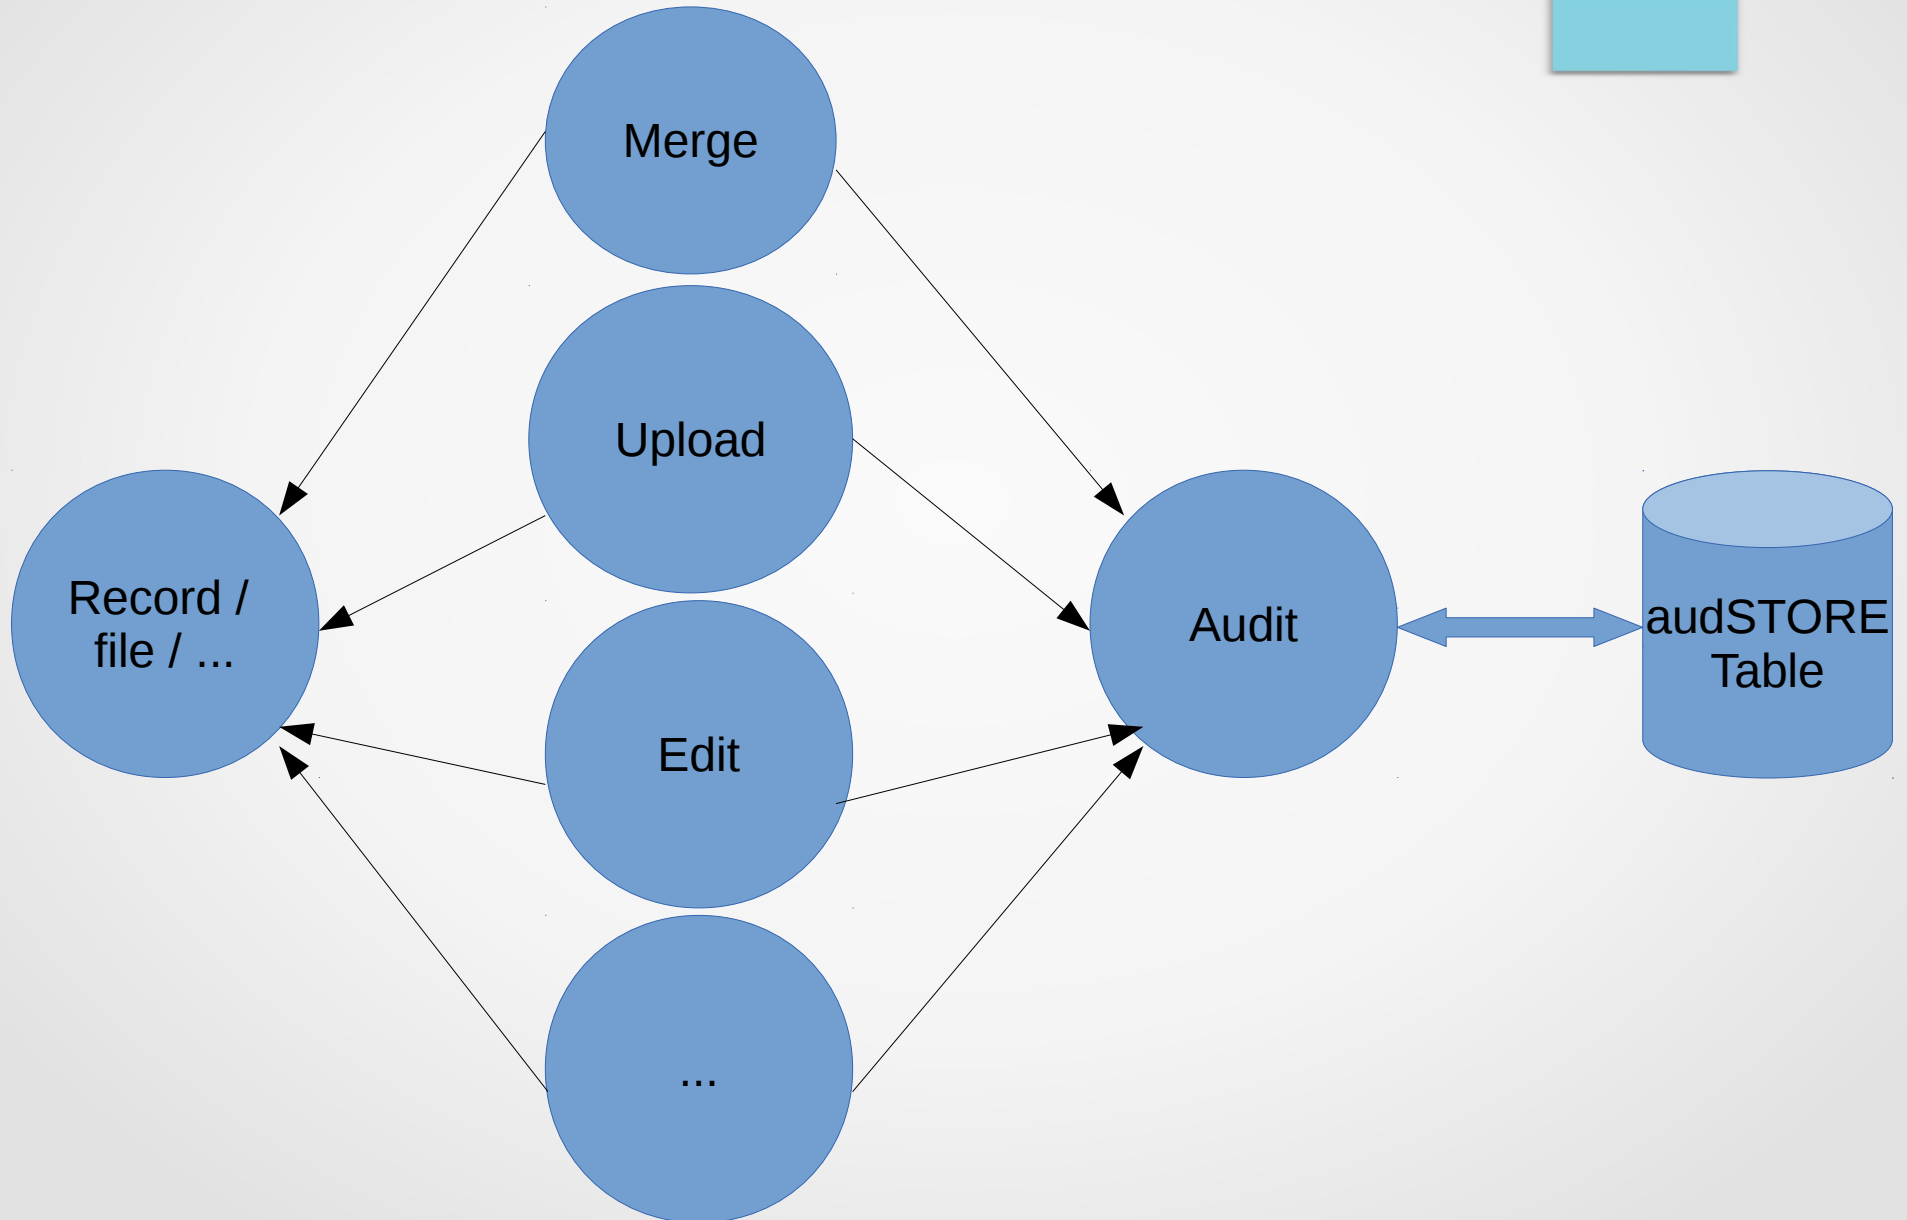 Merge
Upload
Record /
file / ...
Audit
audSTORE
Table
Edit
...